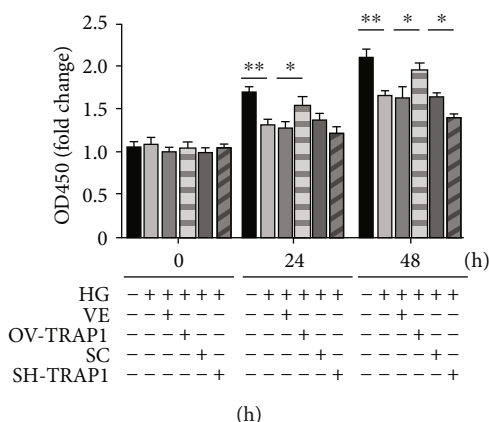 2.5
2.0
1.5
1.0
0.5
0
OD450 (fold change)
** *
** * *
0 24 48 (h)
HG − + + + + + − + + + + + − + + + + +
VE − − + − − − − − + − − − − − + − − −
OV-TRAP1 − − − + − − − − − + − − − − − + − −
SC − − − − + − − − − − + − − − − − + −
SH-TRAP1 − − − − − + − − − − − + − − − − − +
(h)